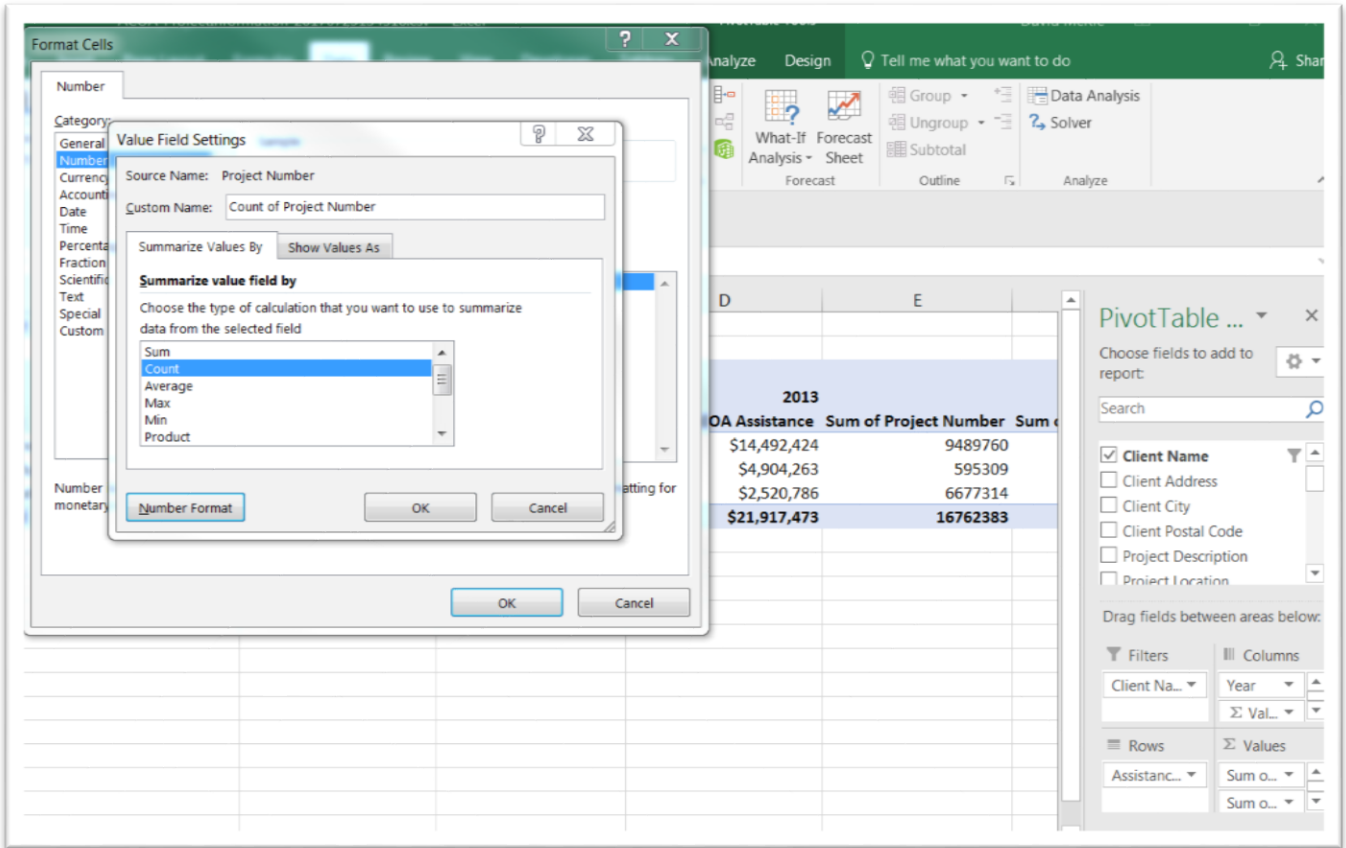 Format Cells
?
X
Number
Category:
General
Number
Currency
Accounti
Date
Time
Percenta
Fraction
Scientific
Text
Special
Custom
Number
monetary
atting for
OK
Cancel
Value Field Settings
?
X
Source Name: Project Number
Custom Name: Count of Project Number
Summarize Values By
Show Values As
Summarize value field by
Choose the type of calculation that you want to use to summarize
data from the selected field
Sum
Count
Average
Max
Min
Product
Number Format
OK
Cancel
Analyze
Design
Tell me what you want to do
Shar
What-If
Analysis
Forecast
Sheet
Forecast
Group
Ungroup
Subtotal
Outline
Data Analysis
Solver
Analyze
D
E
2013
OA Assistance Sum of Project Number Sum o
$14,492,424 9489760
$4,904,263 595309
$2,520,786 6677314
$21,917,473 16762383
PivotTable ...
Choose fields to add to
report:
Search
Client Name
Client Address
Client City
Client Postal Code
Project Description
Project Location
Drag fields between areas below:
Filters
Columns
Client Na...
Year
Σ Val...
Rows
Σ Values
Assistanc...
Sum o...
Sum o...